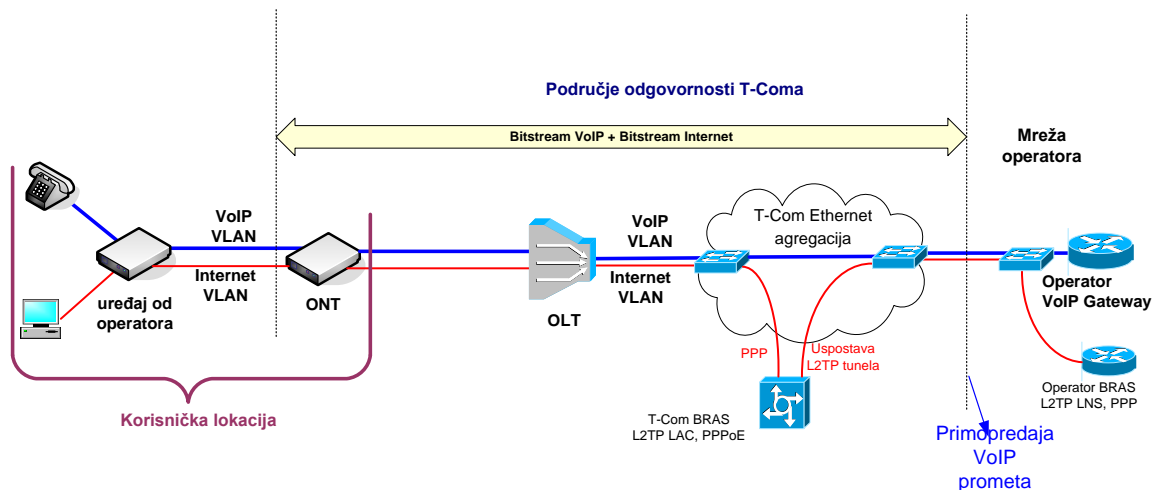 Područje odgovornosti T-Coma
Bitstream VoIP + Bitstream Internet
Mreža
operatora
VoIP
VLAN
Internet
VLAN
uređaj od
operatora
ONT
OLT
VoIP
VLAN
Internet
VLAN
T-Com Ethernet
agregacija
Operator
VoIP Gateway
PPP
Uspostava
L2TP tunela
T-Com BRAS
L2TP LAC, PPPoE
Operator BRAS
L2TP LNS, PPP
Korisnička lokacija
Primopredaja
VoIP
prometa